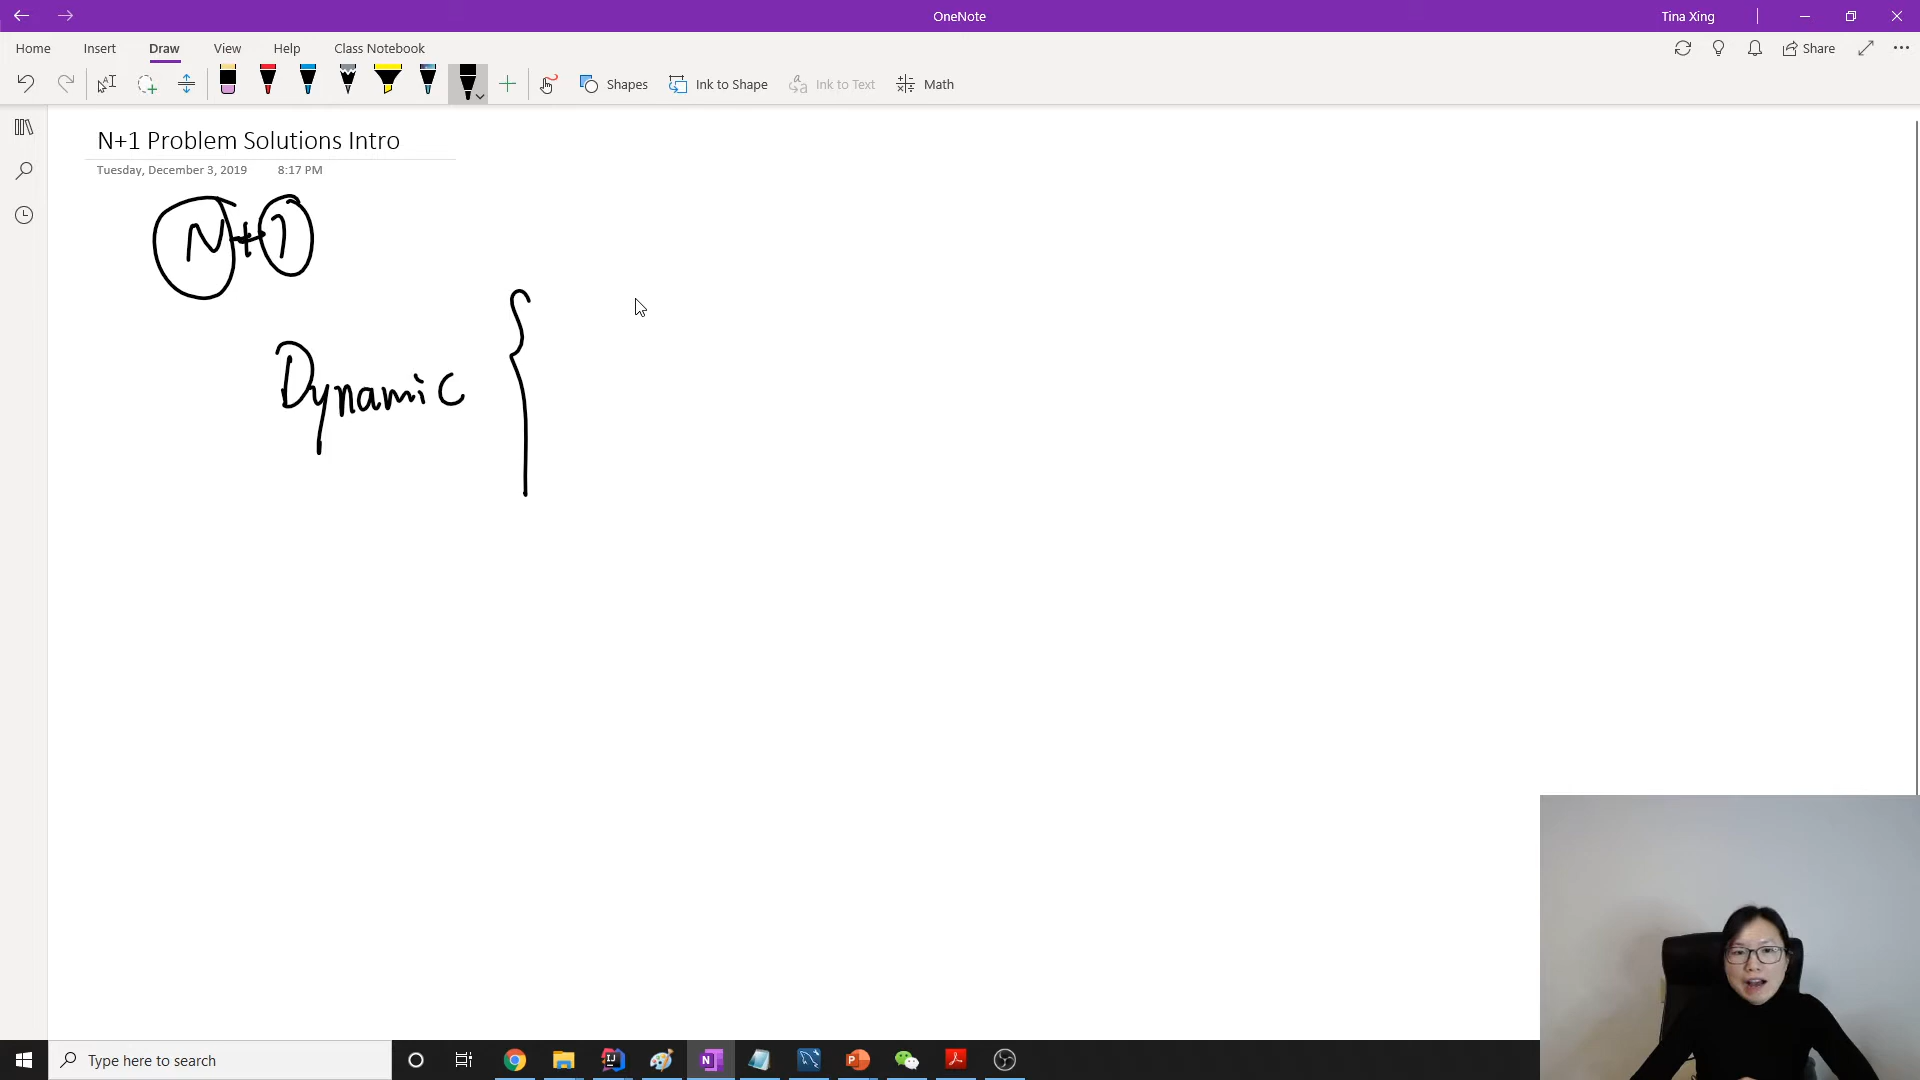 OneNote
Tina Xing
Home Insert Draw View Help Class Notebook
Share
Shapes Ink to Shape Ink to Text Math
N+1 Problem Solutions Intro
Tuesday, December 3, 2019 8:17 PM
N+1
Dynamic {
Type here to search